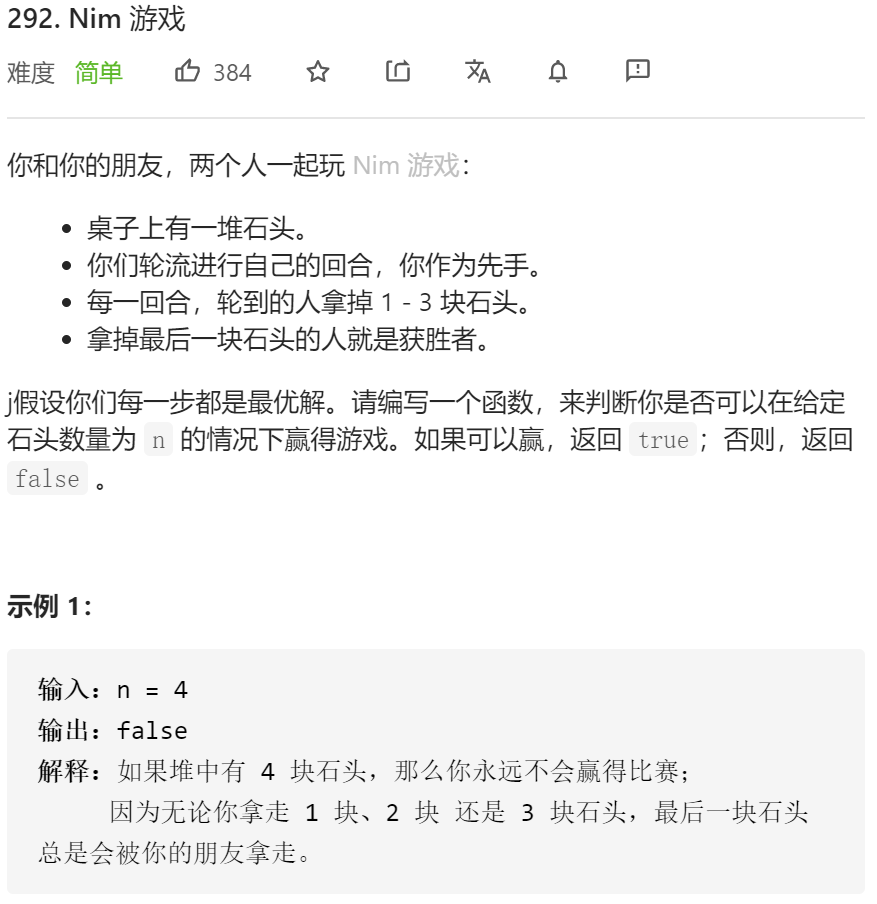 292. Nim 游戏
难度 简单 384
你和你的朋友，两个人一起玩 Nim 游戏：
桌子上有一堆石头。
你们轮流进行自己的回合，你作为先手。
每一回合，轮到的人拿掉 1 - 3 块石头。
拿掉最后一块石头的人就是获胜者。
j假设你们每一步都是最优解。请编写一个函数，来判断你是否可以在给定
石头数量为 n 的情况下赢得游戏。如果可以赢，返回 true；否则，返回
false 。
示例 1：
输入：n = 4
输出：false
解释：如果堆中有 4 块石头，那么你永远不会赢得比赛；
因为无论你拿走 1 块、2 块 还是 3 块石头，最后一块石头
总是会被你的朋友拿走。